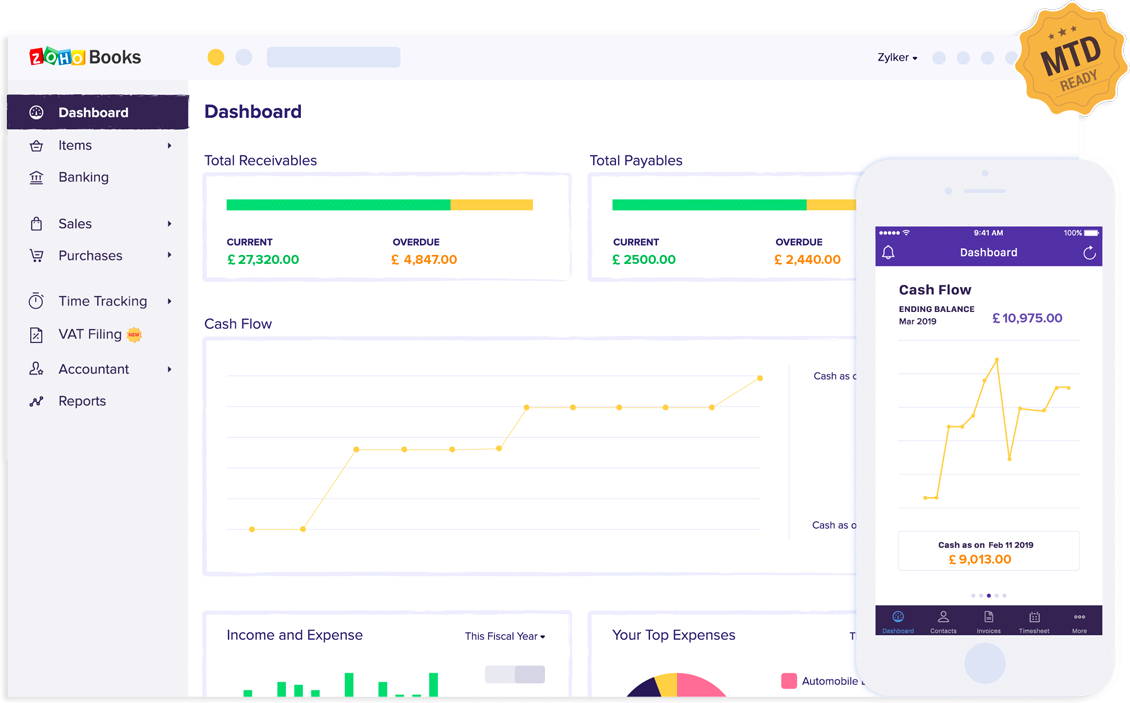 ZOHO Books
Zylker
MTD
READY
Dashboard
Items
Banking
Sales
Purchases
Time Tracking
VAT Filing NEW
Accountant
Reports
Dashboard
Total Receivables
CURRENT OVERDUE
£ 27,320.00 £ 4,847.00
Total Payables
CURRENT OVERDUE
£ 2500.00 £ 2,440.00
Cash Flow
Cash as o
Cash as o
Income and Expense This Fiscal Year
Your Top Expenses T
Automobile
9:41 AM 100%
Dashboard
Cash Flow
ENDING BALANCE
Mar 2019
£ 10,975.00
Cash as on Feb 11 2019
£ 9,013.00
Dashboard Contacts Invoices Timesheet More